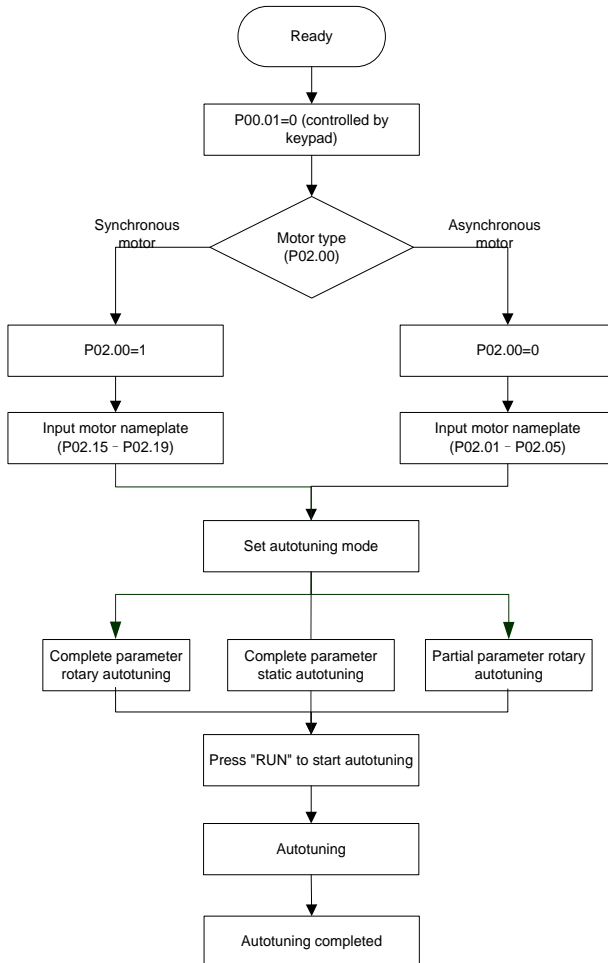 Ready
P00.01=0 (controlled by
keypad)
Synchronous
motor
Motor type
(P02.00)
Asynchronous
motor
P02.00=1
P02.00=0
Input motor nameplate
(P02.15﹣P02.19)
Input motor nameplate
(P02.01﹣P02.05)
Set autotuning mode
Complete parameter
rotary autotuning
Complete parameter
static autotuning
Partial parameter rotary
autotuning
Press "RUN" to start autotuning
Autotuning
Autotuning completed